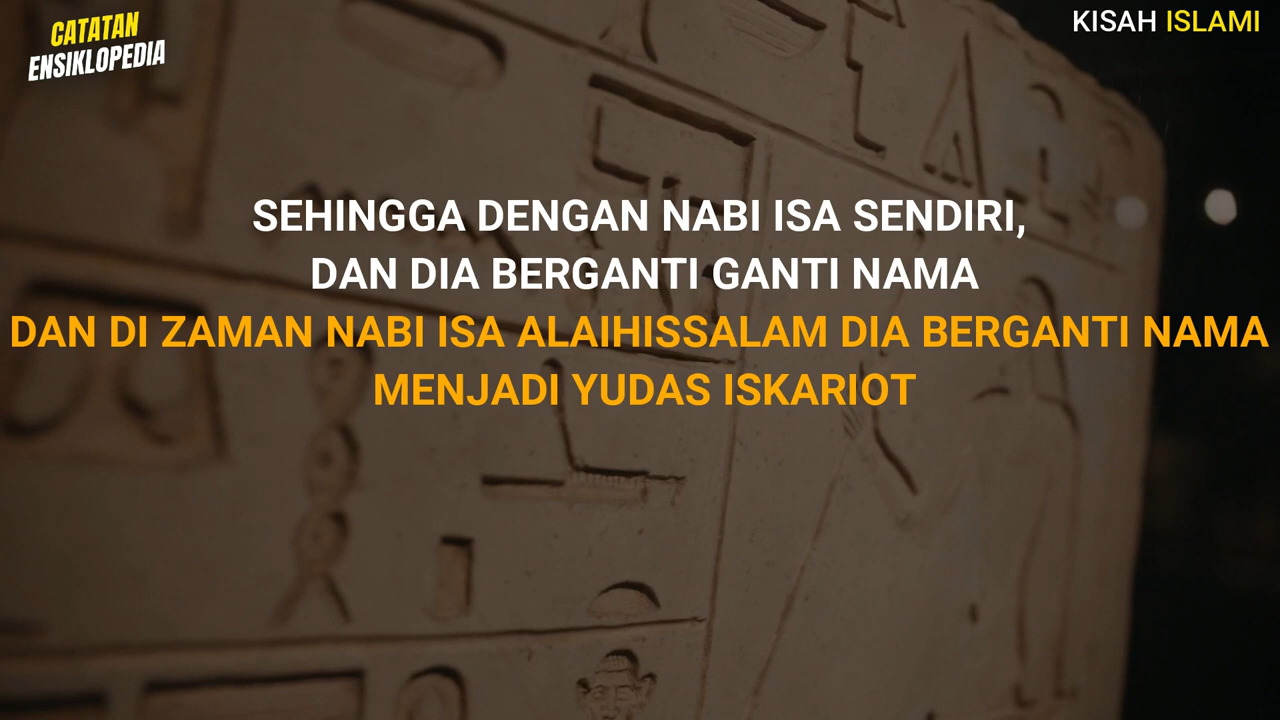 CATATAN
ENSIKLOPEDIA
KISAH ISLAMI
SEHINGGA DENGAN NABI ISA SENDIRI,
DAN DIA BERGANTI GANTI NAMA
DAN DI ZAMAN NABI ISA ALAIHISSALAM DIA BERGANTI NAMA
MENJADI YUDAS ISKARIOT